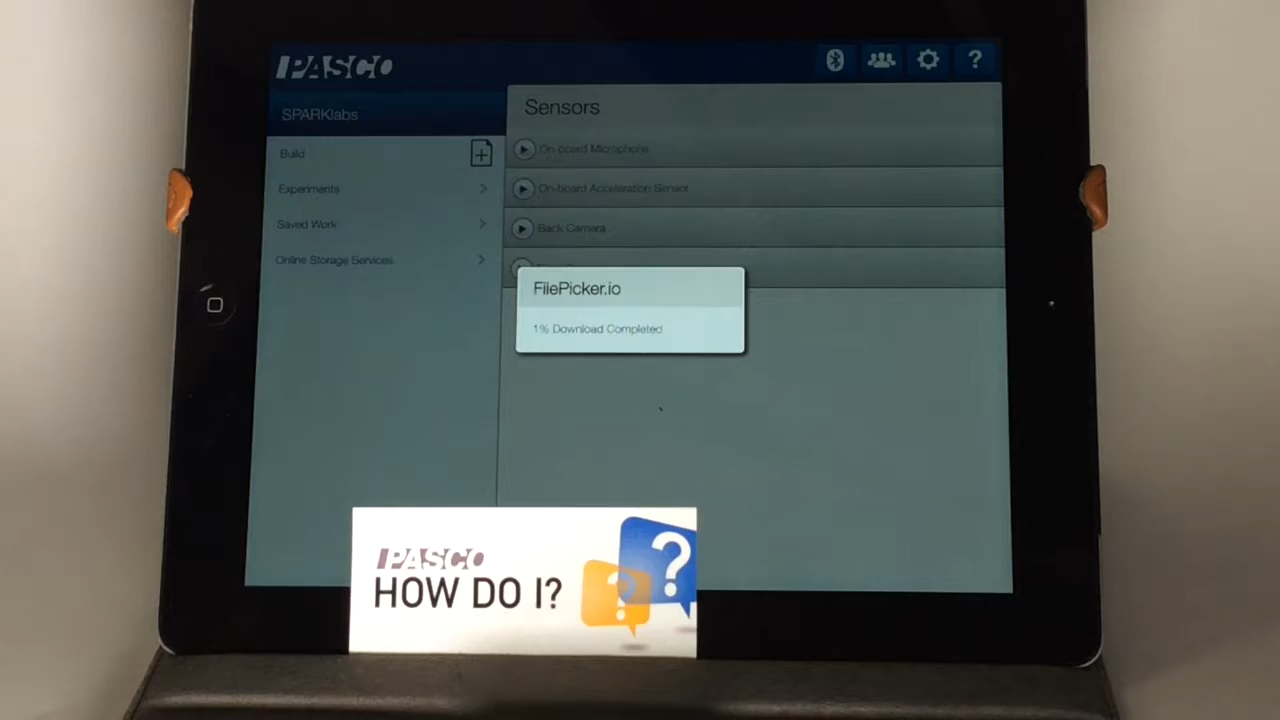 PASCO
?
SPARKlabs
Build
Experiments
Saved Work
Online Storage Services
Sensors
On-board Microphone
On-board Acceleration Sensor
Back Camera
FilePicker.io
1% Download Completed
PASCO
HOW DO I?
?
?